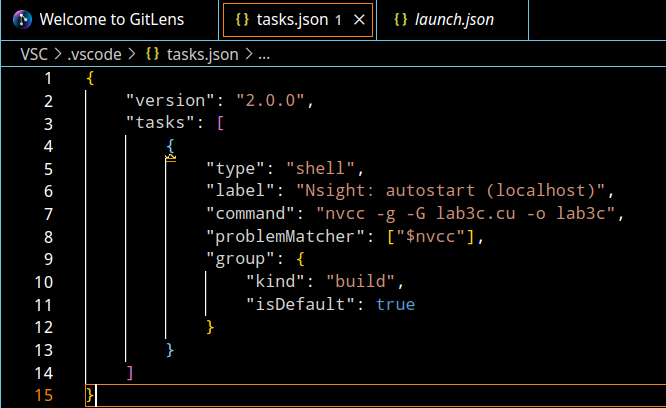 Welcome to GitLens {} tasks.json 1 × {} launch.json
VSC > .vscode > {} tasks.json > ...
1 {
2 "version": "2.0.0",
3 "tasks": [
4 {
5 "type": "shell",
6 "label": "Nsight: autostart (localhost)",
7 "command": "nvcc -g -G lab3c.cu -o lab3c",
8 "problemMatcher": ["$nvcc"],
9 "group": {
10 "kind": "build",
11 "isDefault": true
12 }
13 }
14 ]
15 }